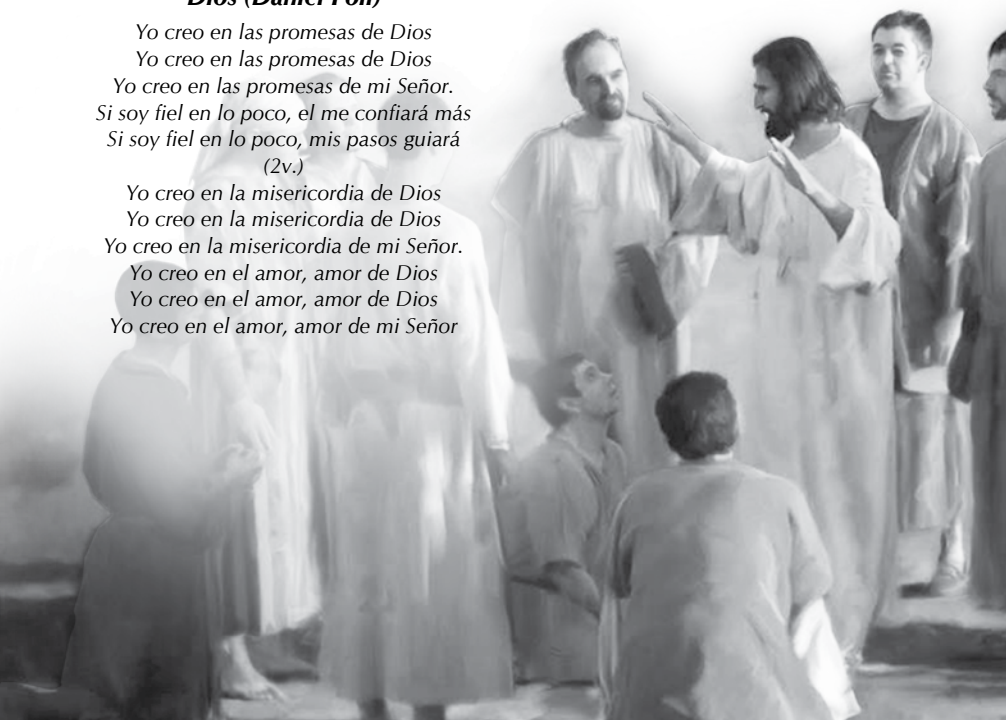 Dios (Daniel Poli)
Yo creo en las promesas de Dios
Yo creo en las promesas de Dios
Yo creo en las promesas de mi Señor.
Si soy fiel en lo poco, el me confiará más
Si soy fiel en lo poco, mis pasos guiará
(2v.)
Yo creo en la misericordia de Dios
Yo creo en la misericordia de Dios
Yo creo en la misericordia de mi Señor.
Yo creo en el amor, amor de Dios
Yo creo en el amor, amor de Dios
Yo creo en el amor, amor de mi Señor